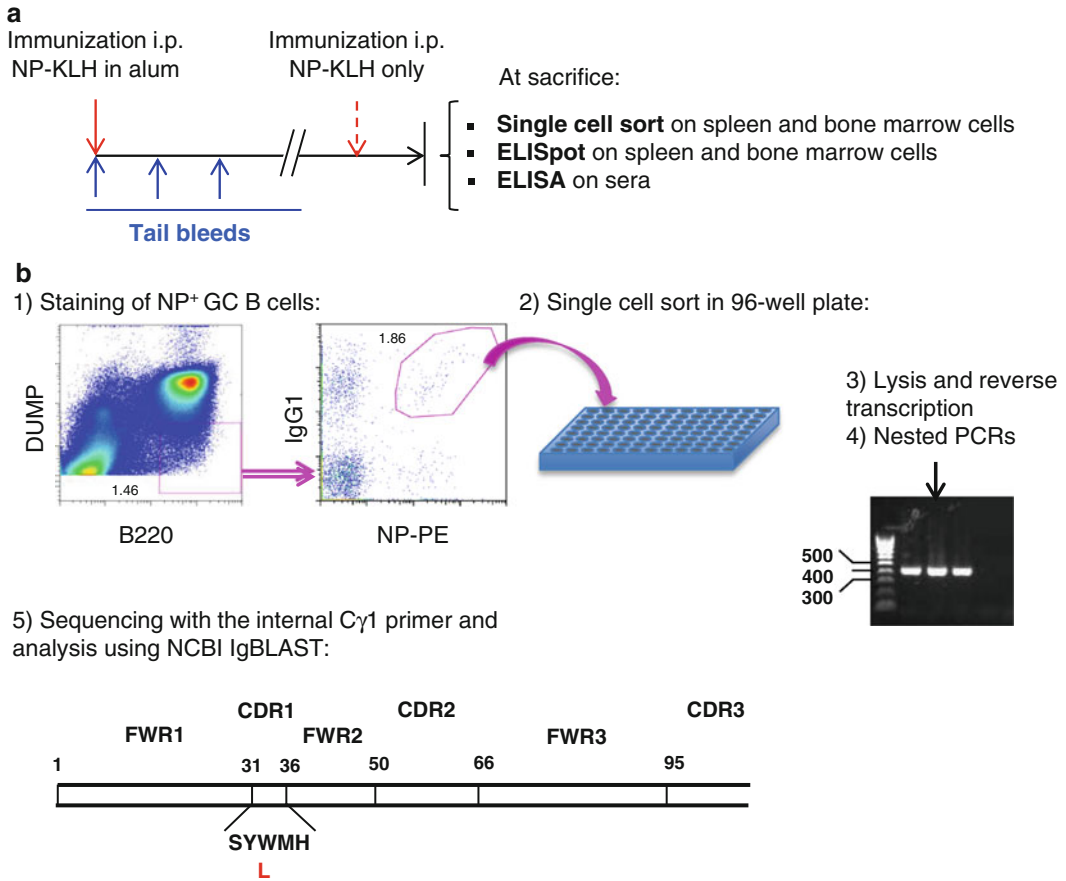 a
Immunization i.p.
NP-KLH in alum
Immunization i.p.
NP-KLH only
At sacrifice:
▪ Single cell sort on spleen and bone marrow cells
▪ ELISpot on spleen and bone marrow cells
▪ ELISA on sera
Tail bleeds
b
1) Staining of NP⁺ GC B cells:
2) Single cell sort in 96-well plate:
DUMP
1.46
B220
IgG1
1.86
NP-PE
3) Lysis and reverse
transcription
4) Nested PCRs
500
400
300
5) Sequencing with the internal Cγ1 primer and
analysis using NCBI IgBLAST:
CDR1 CDR2 CDR3
FWR1 FWR2 FWR3
1 31 36 50 66 95
SYWMH
L